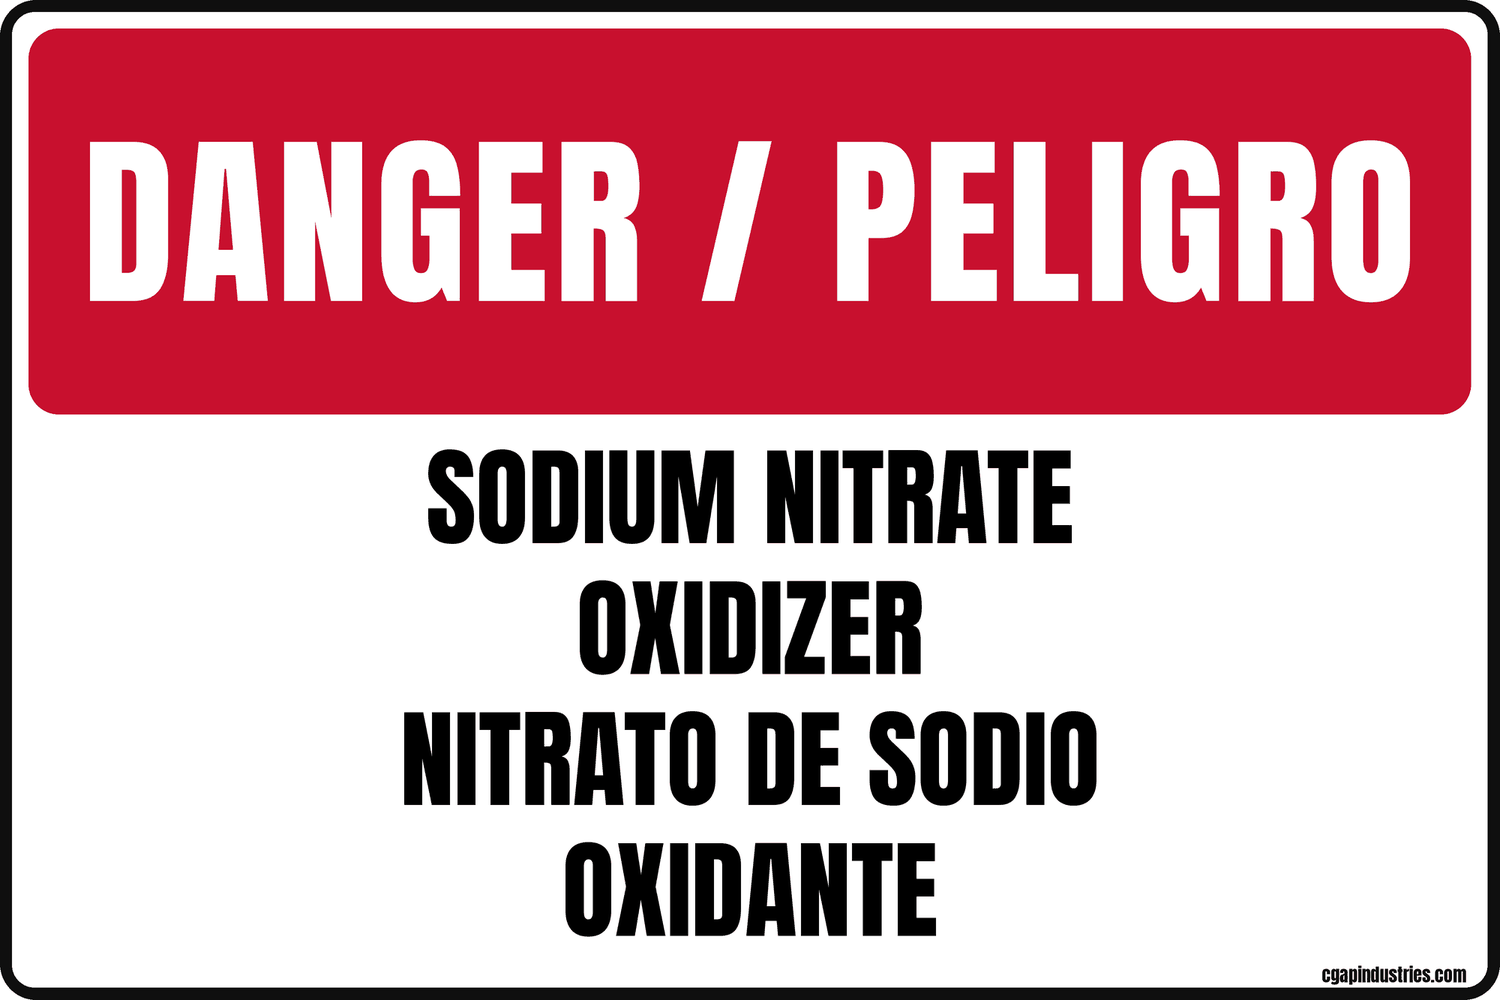 DANGER / PELIGRO
SODIUM NITRATE
OXIDIZER
NITRATO DE SODIO
OXIDANTE
cgapindustries.com